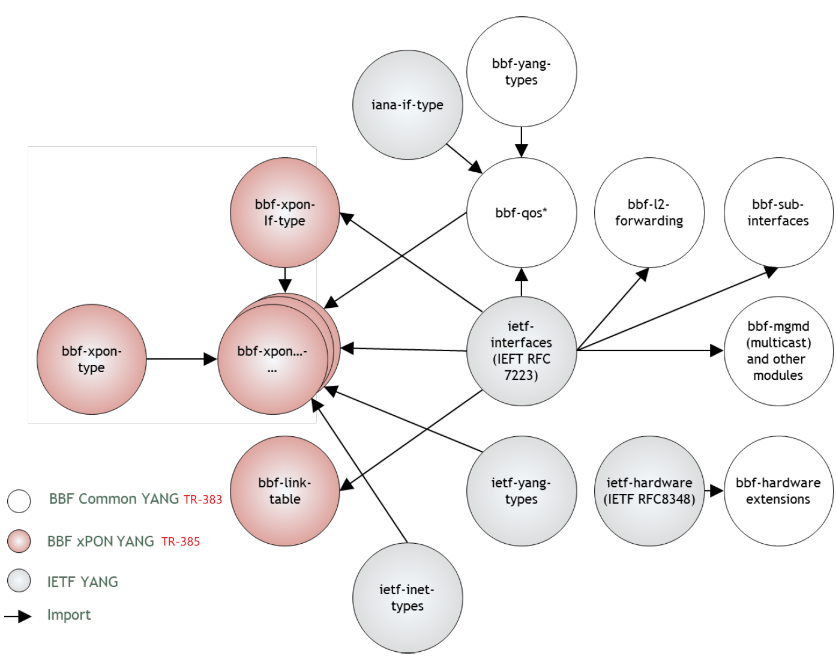 bbf-yang-
types
iana-if-type
bbf-xpon-
If-type
bbf-qos*
bbf-l2-
forwarding
bbf-sub-
interfaces
bbf-xpon-
type
bbf-xpon…-
…
ietf-
interfaces
(IEFT RFC
7223)
bbf-mgmd
(multicast)
and other
modules
bbf-link-
table
ietf-yang-
types
ietf-hardware
(IETF RFC8348)
bbf-hardware
extensions
ietf-inet-
types
BBF Common YANG TR-383
BBF xPON YANG TR-385
IETF YANG
Import